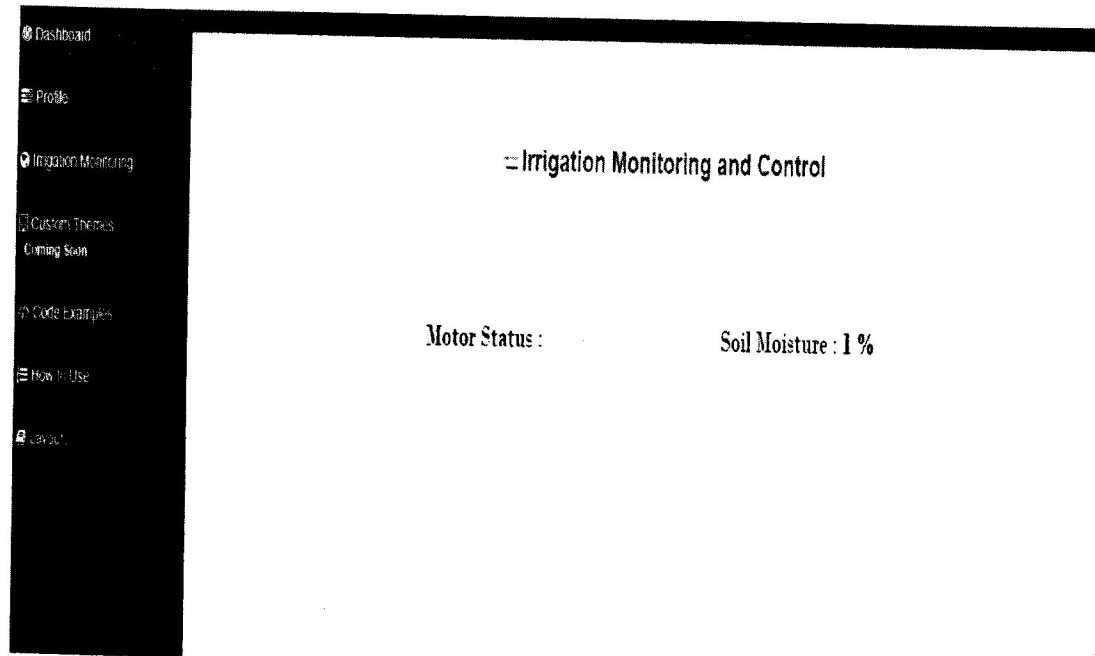 Dashboard
Profile
Irrigation Monitoring
Custom Themes
Coming Soon
Code Examples
How to Use
Layout
Irrigation Monitoring and Control
Motor Status :
Soil Moisture : 1 %